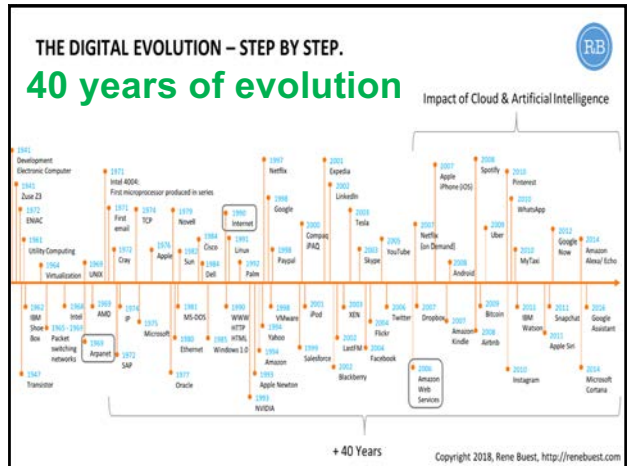 THE DIGITAL EVOLUTION – STEP BY STEP.
RB
40 years of evolution
Impact of Cloud & Artificial Intelligence
1941
Development
Electronic Computer
1941
Zuse Z3
1972
ENIAC
1961
Utility Computing
1964
Virtualization
1969
UNIX
1971
Intel 4004:
First microprocessor produced in series
1971
First
email
1972
Cray
1974
TCP
1976
Apple
1979
Novell
1982
Sun
1984
Cisco
1984
Dell
1990
Internet
1991
Linux
1992
Palm
1997
Netflix
1998
Google
1998
Paypal
2000
Compaq
iPAQ
2001
Expedia
2002
LinkedIn
2003
Tesla
2003
Skype
2005
YouTube
2007
Netflix
(on Demand)
2007
Apple
iPhone (iOS)
2008
Android
2008
Spotify
2009
Uber
2010
Pinterest
2010
WhatsApp
2010
MyTaxi
2012
Google
Now
2014
Amazon
Alexa/ Echo
1947
Transistor
1962
IBM
Shoe
Box
1965 - 1969
Packet
switching
networks
1968
Intel
1969
Arpanet
1969
AMD
1974
IP
1972
SAP
1975
Microsoft
1977
Oracle
1981
MS-DOS
1980
Ethernet
1985
Windows 1.0
1990
WWW
HTTP
HTML
1993
Apple Newton
1993
NVIDIA
1994
Yahoo
1994
Amazon
1998
VMware
1999
Salesforce
2001
iPod
2002
LastFM
2002
Blackberry
2003
XEN
2004
Flickr
2004
Facebook
2006
Twitter
2006
Amazon
Web
Services
2007
Dropbox
2007
Amazon
Kindle
2009
Bitcoin
2008
Airbnb
2010
Instagram
2011
IBM
Watson
2011
Apple Siri
2012
Snapchat
2014
Microsoft
Cortana
2016
Google
Assistant
+ 40 Years
Copyright 2018, Rene Buest, http://renebuest.com